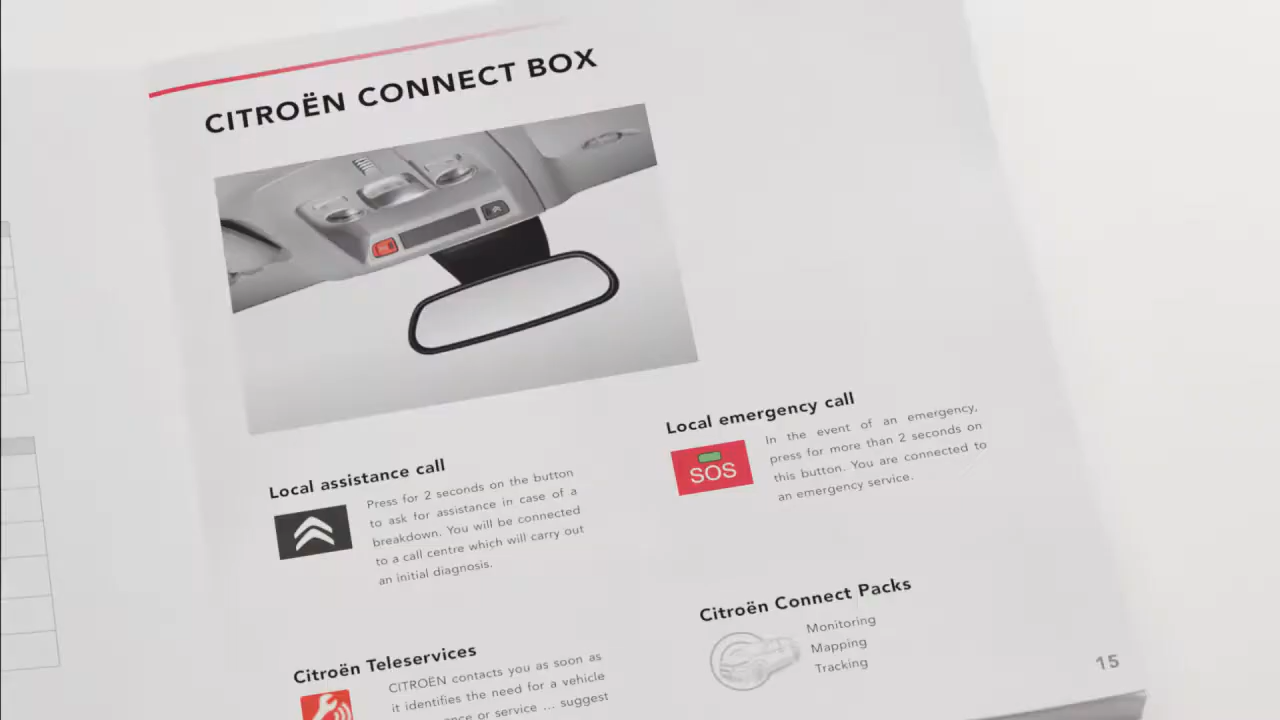 CITROËN CONNECT BOX
Local assistance call
Press for 2 seconds on the button
to ask for assistance in case of a
breakdown. You will be connected
to a call centre which will carry out
an initial diagnosis.
Local emergency call
SOS
In the event of an emergency,
press for more than 2 seconds on
this button. You are connected to
an emergency service.
Citroën Teleservices
CITROËN contacts you as soon as
it identifies the need for a vehicle
or service ... suggest
Citroën Connect Packs
Monitoring
Mapping
Tracking
15